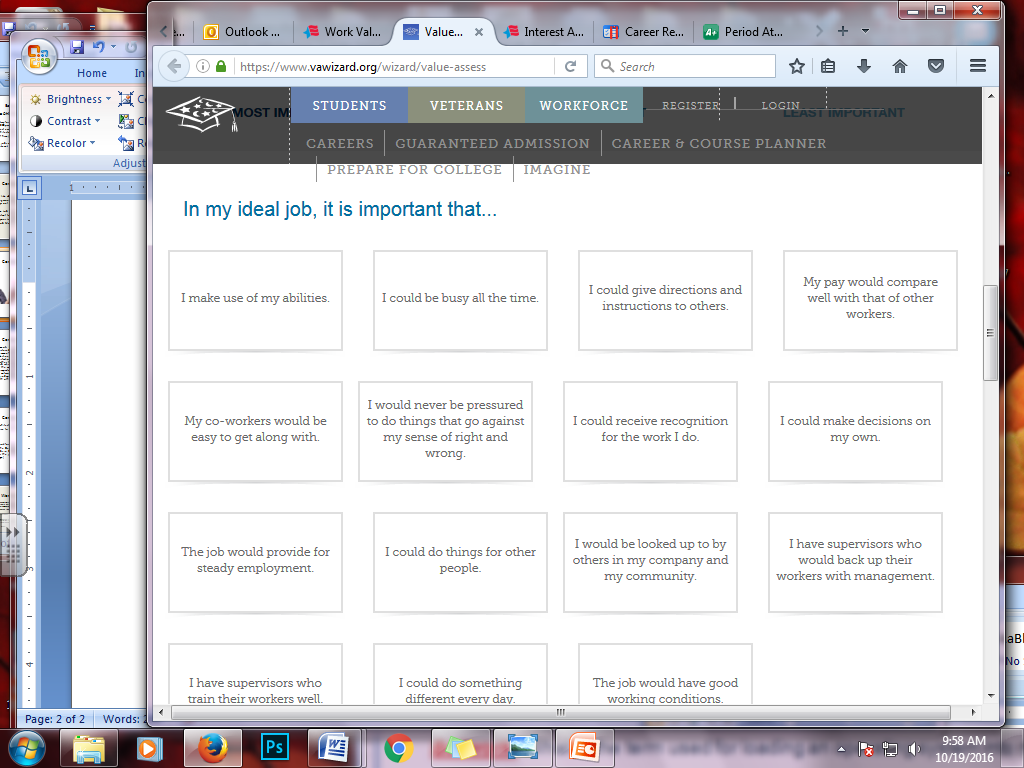 e...
Outlook ...
Work Val...
Value...
Interest A...
Career Re...
Period At...
https://www.vawizard.org/wizard/value-assess
Search
Home
In
Brightness
Contrast
Recolor
Adjust
MOST IM
STUDENTS
VETERANS
WORKFORCE
REGISTER
LOGIN
LEAST IMPORTANT
CAREERS
GUARANTEED ADMISSION
CAREER & COURSE PLANNER
PREPARE FOR COLLEGE
IMAGINE
In my ideal job, it is important that...
I make use of my abilities.
I could be busy all the time.
I could give directions and
instructions to others.
My pay would compare
well with that of other
workers.
My co-workers would be
easy to get along with.
I would never be pressured
to do things that go against
my sense of right and
wrong.
I could receive recognition
for the work I do.
I could make decisions on
my own.
The job would provide for
steady employment.
I could do things for other
people.
I would be looked up to by
others in my company and
my community.
I have supervisors who
would back up their
workers with management.
I have supervisors who
train their workers well.
I could do something
different every day.
The job would have good
working conditions.
Page: 2 of 2
Words: 2
Ps
9:58 AM
10/19/2016